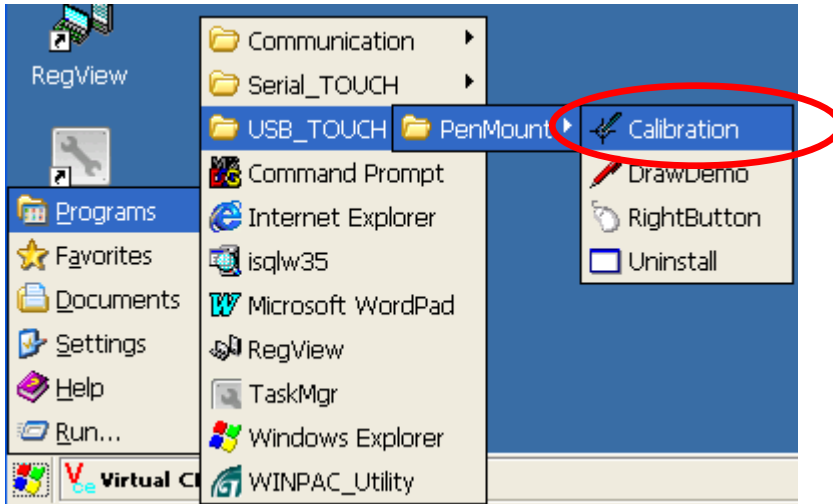 RegView
Programs
Favorites
Documents
Settings
Help
Run...
Communication
Serial_TOUCH
USB_TOUCH
Command Prompt
Internet Explorer
isqlw35
Microsoft WordPad
RegView
TaskMgr
Windows Explorer
WINPAC_Utility
PenMount
Calibration
DrawDemo
RightButton
Uninstall
Virtual